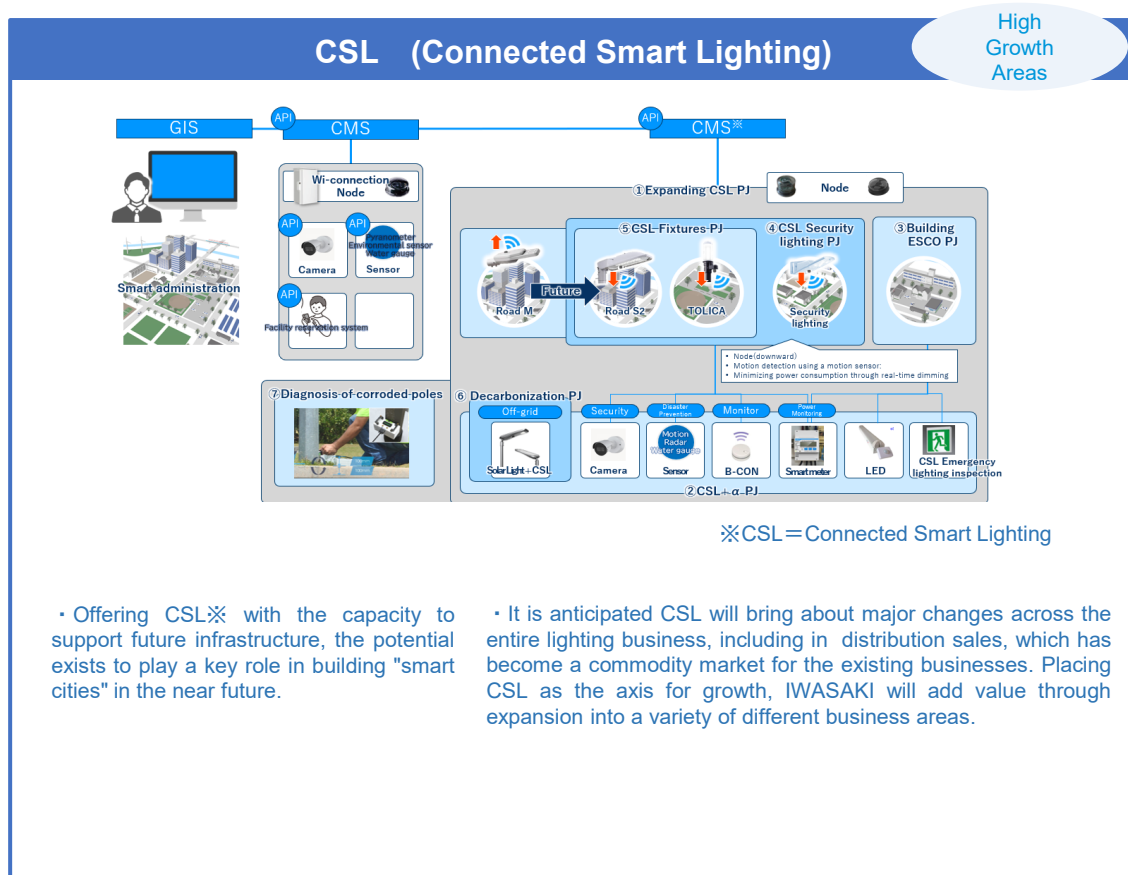 CSL (Connected Smart Lighting)
High
Growth
Areas
GIS
API
CMS
API
CMS※
Smart administration
Wi-connection
Node
API
Camera
API
Pyranometer
Environmental sensor
Water gauge
Sensor
API
Facility reservation system
①Expanding CSL PJ
Node
Road M
Future
⑤CSL Fixtures PJ
Road S2
TOLICA
④CSL Security
lighting PJ
Security
lighting
③Building
ESCO PJ
• Node(downward)
• Motion detection using a motion sensor:
• Minimizing power consumption through real-time dimming
⑦Diagnosis of corroded poles
⑥Decarbonization PJ
Off-grid
Solar Light+CSL
Security
Camera
Disaster
Prevention
Motion
Radar
Water gauge
Sensor
Monitor
B-CON
Power
Monitoring
Smart meter
LED
CSL Emergency
lighting inspection
②CSL+α PJ
※CSL＝Connected Smart Lighting
・Offering CSL※ with the capacity to
support future infrastructure, the potential
exists to play a key role in building "smart
cities" in the near future.
・It is anticipated CSL will bring about major changes across the
entire lighting business, including in distribution sales, which has
become a commodity market for the existing businesses. Placing
CSL as the axis for growth, IWASAKI will add value through
expansion into a variety of different business areas.